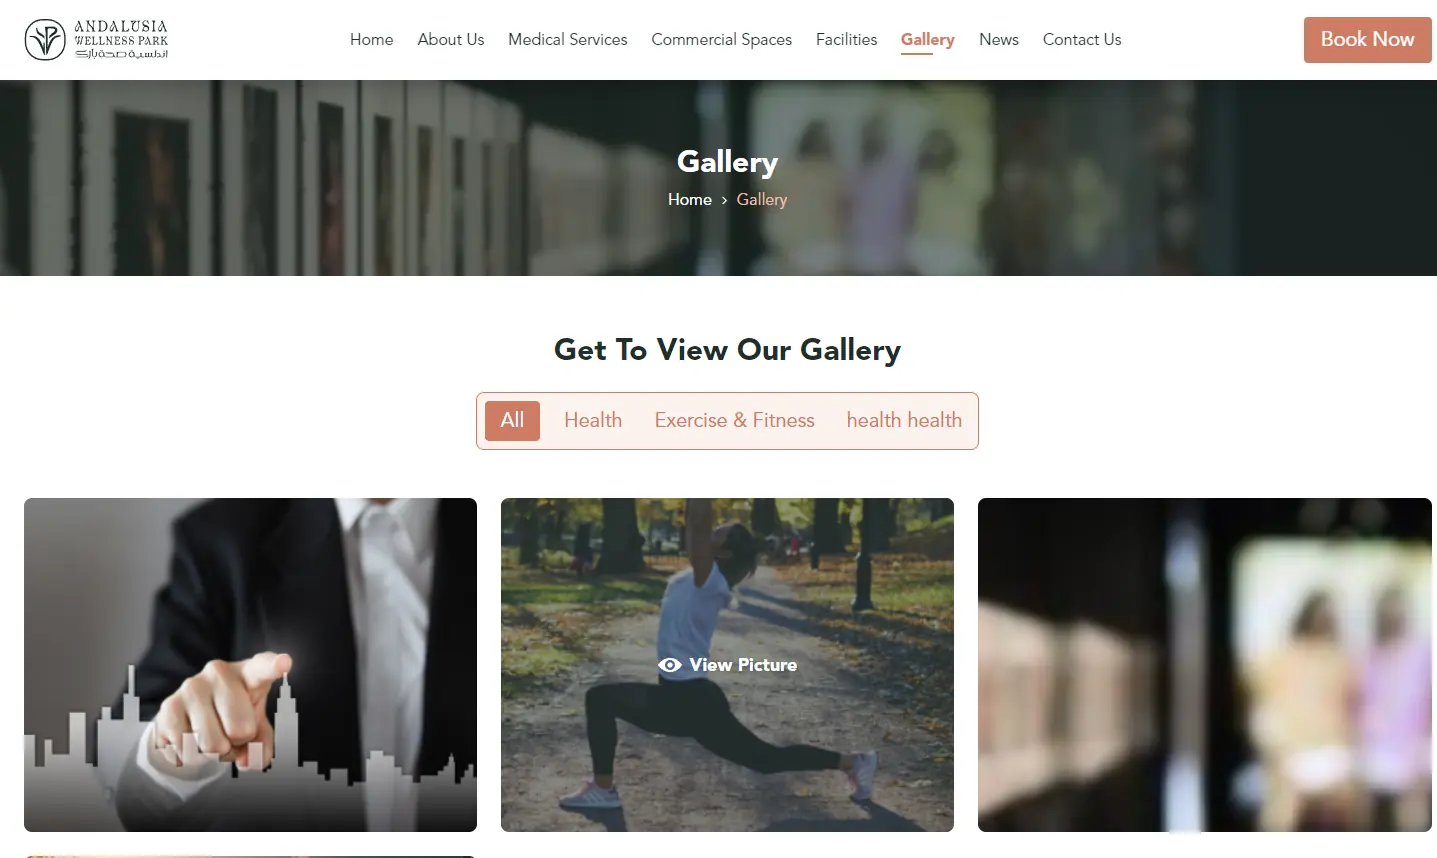 ANDALUSIA
WELLNESS PARK
اندلسية صحة بارك
Home About Us Medical Services Commercial Spaces Facilities Gallery News Contact Us
Book Now
Gallery
Home › Gallery
Get To View Our Gallery
All Health Exercise & Fitness health health
View Picture